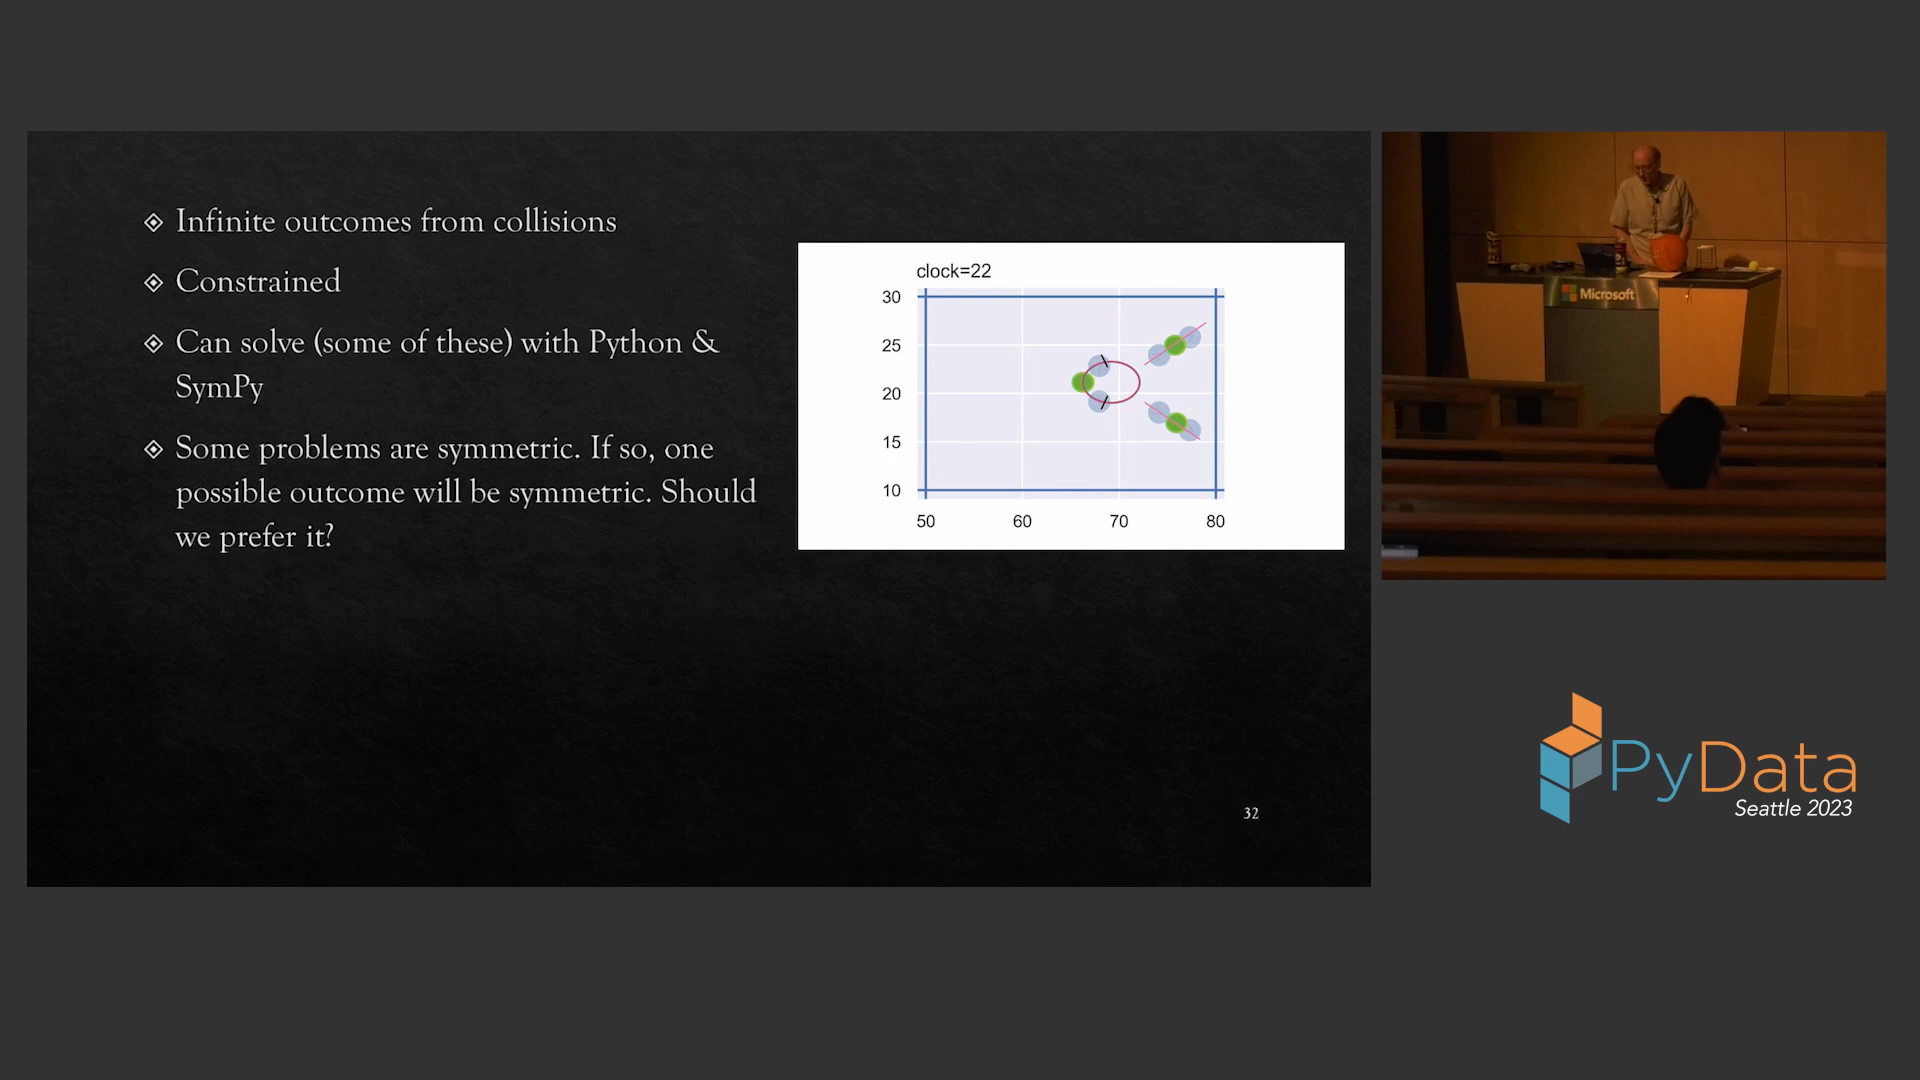 Infinite outcomes from collisions
Constrained
Can solve (some of these) with Python &
SymPy
Some problems are symmetric. If so, one
possible outcome will be symmetric. Should
we prefer it?
clock=22
30
25
20
15
10
50 60 70 80
32
Microsoft
PyData
Seattle 2023